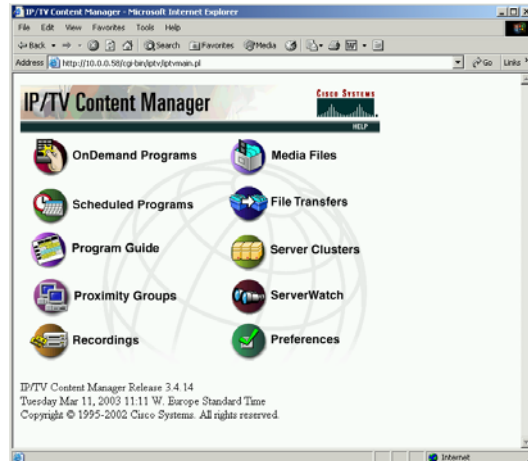 IP/TV Content Manager - Microsoft Internet Explorer
File Edit View Favorites Tools Help
Back Search Favorites Media
Address http://10.0.0.58/cgi-bin/iptv/iptvmain.pl Go Links
IP/TV Content Manager
CISCO SYSTEMS
HELP
OnDemand Programs
Media Files
Scheduled Programs
File Transfers
Program Guide
Server Clusters
Proximity Groups
ServerWatch
Recordings
Preferences
IP/TV Content Manager Release 3.4.14
Tuesday Mar 11, 2003 11:11 W. Europe Standard Time
Copyright © 1995-2002 Cisco Systems. All rights reserved.
Internet